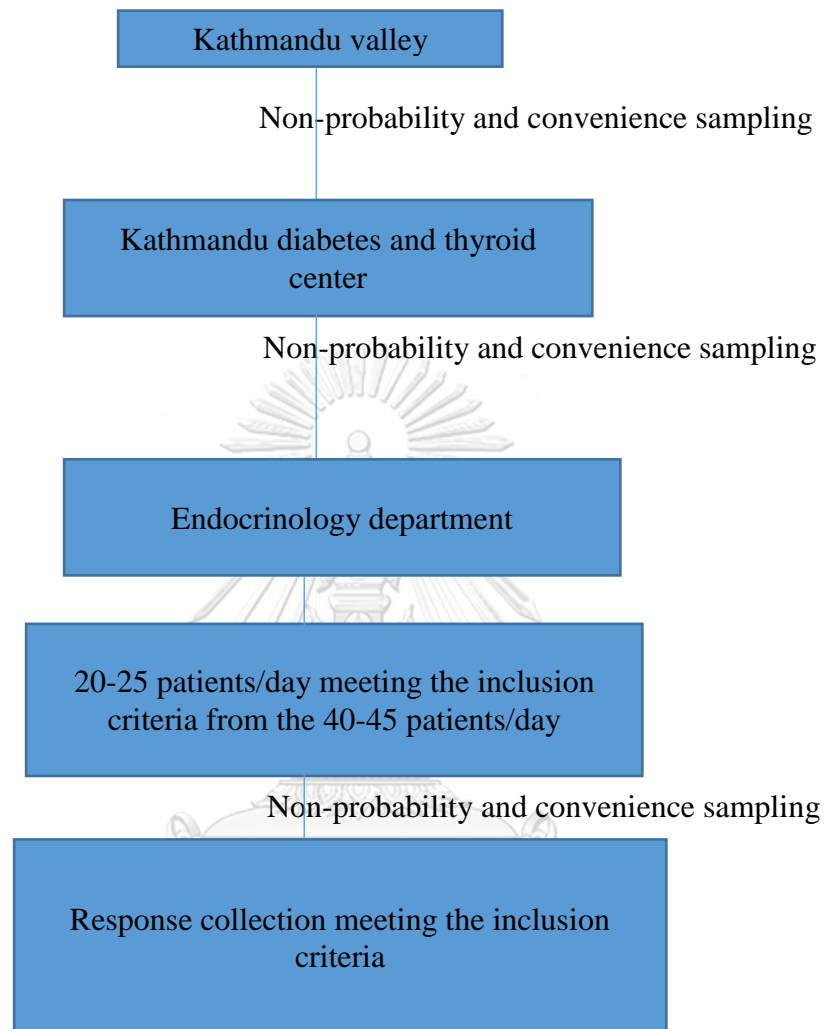 Kathmandu valley
Non-probability and convenience sampling
Kathmandu diabetes and thyroid
center
Non-probability and convenience sampling
Endocrinology department
20-25 patients/day meeting the inclusion
criteria from the 40-45 patients/day
Non-probability and convenience sampling
Response collection meeting the inclusion
criteria